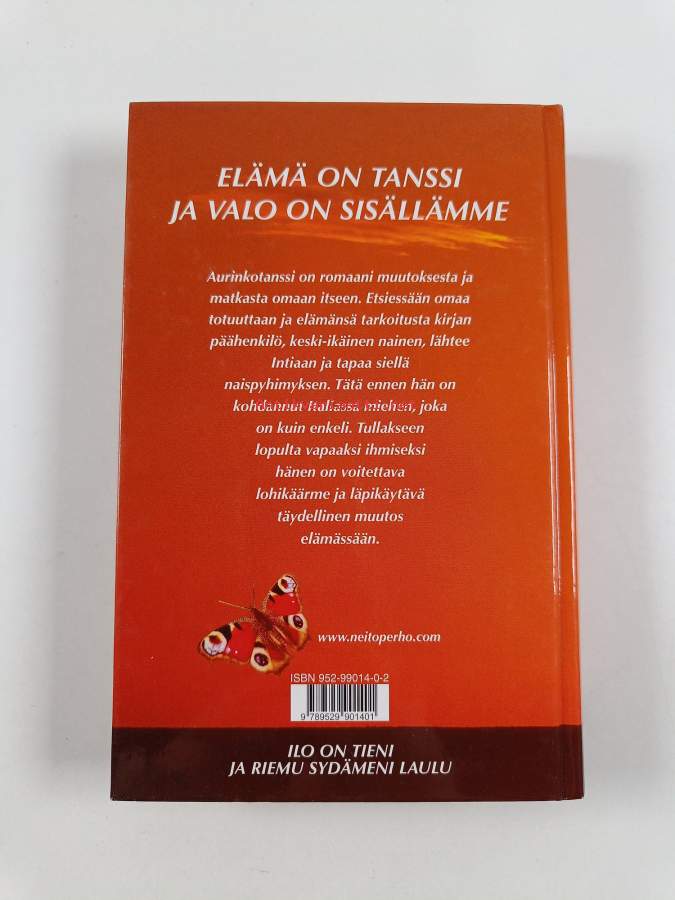 ELÄMÄ ON TANSSI
JA VALO ON SISÄLLÄMME
Aurinkotanssi on romaani muutoksesta ja
matkasta omaan itseen. Etsiessään omaa
totuuttaan ja elämänsä tarkoitusta kirjan
päähenkilö, keski-ikäinen nainen, lähtee
Intiaan ja tapaa siellä
naispyhimyksen. Tätä ennen hän on
kohdannut Italiassa miehen, joka
on kuin enkeli. Tullakseen
lopulta vapaaksi ihmiseksi
hänen on voitettava
lohikäärme ja läpikäytävä
täydellinen muutos
elämässään.
www.neitoperho.com
ISBN 952-99014-0-2
9 789529 901401
ILO ON TIENI
JA RIEMU SYDÄMENI LAULU